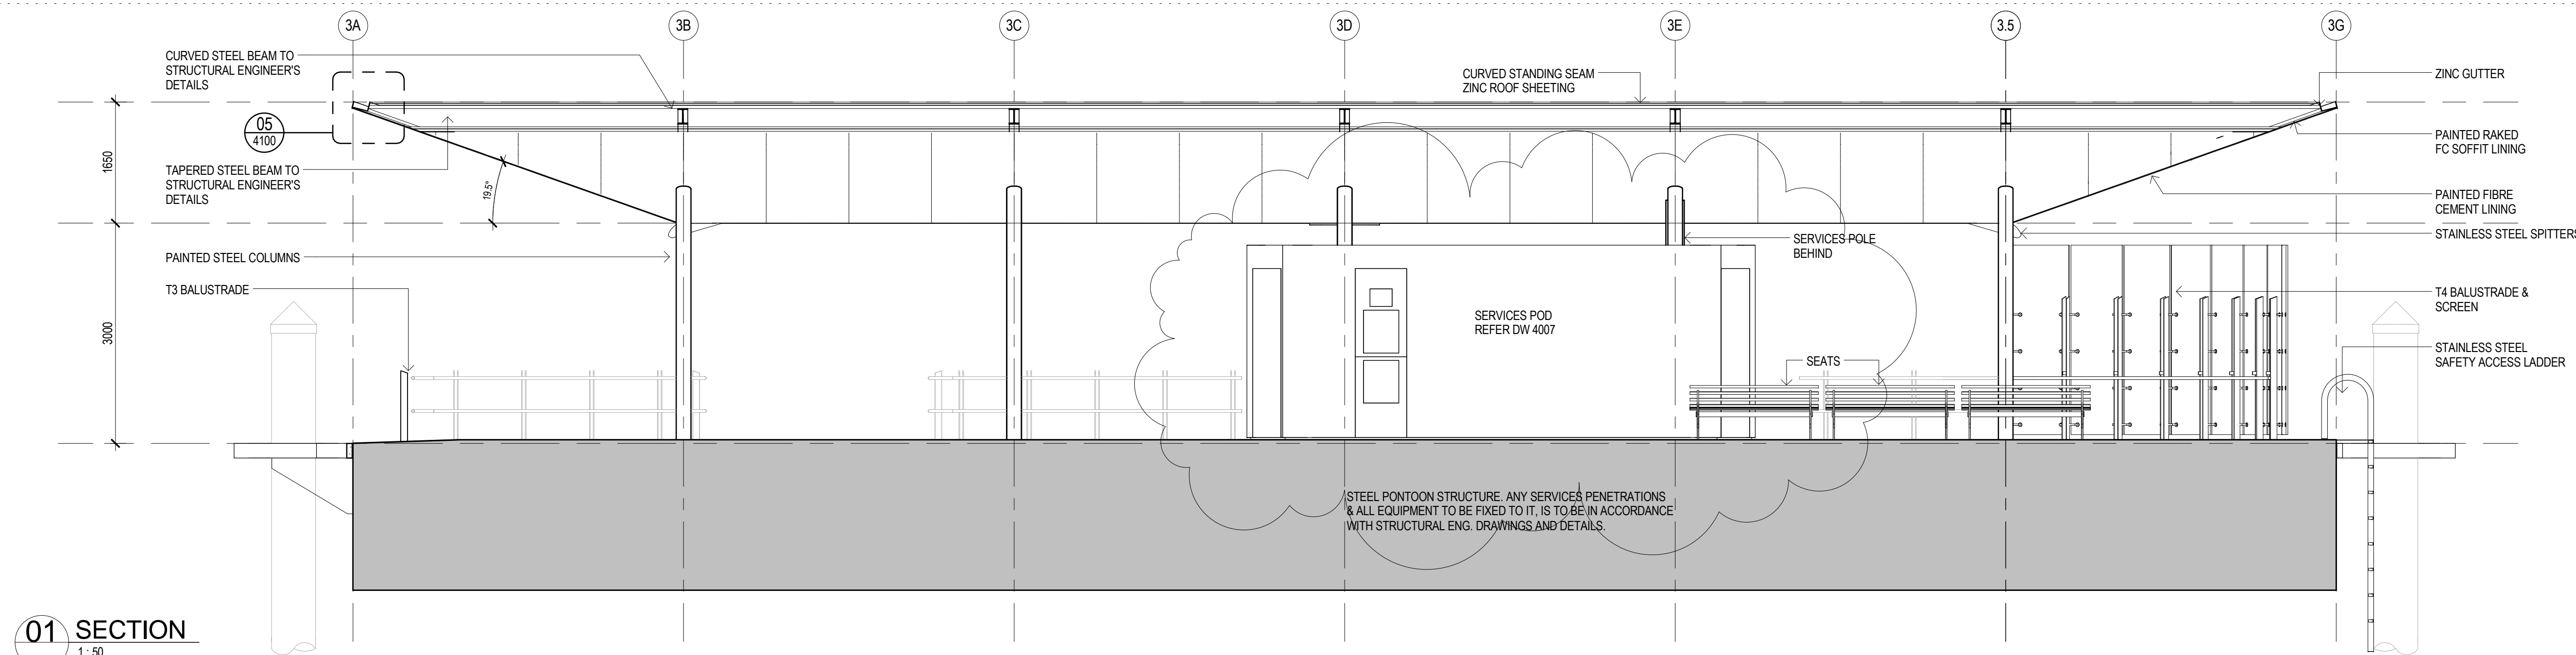 3A
3B
3C
3D
3E
3.5
3G
CURVED STEEL BEAM TO
STRUCTURAL ENGINEER'S
DETAILS
CURVED STANDING SEAM
ZINC ROOF SHEETING
ZINC GUTTER
05
4100
PAINTED RAKED
FC SOFFIT LINING
1650
TAPERED STEEL BEAM TO
STRUCTURAL ENGINEER'S
DETAILS
19.5°
PAINTED FIBRE
CEMENT LINING
STAINLESS STEEL SPITTERS
SERVICES POLE
BEHIND
PAINTED STEEL COLUMNS
T3 BALUSTRADE
T4 BALUSTRADE &
SCREEN
3000
SERVICES POD
REFER DW 4007
SEATS
STAINLESS STEEL
SAFETY ACCESS LADDER
STEEL PONTOON STRUCTURE. ANY SERVICES PENETRATIONS
& ALL EQUIPMENT TO BE FIXED TO IT, IS TO BE IN ACCORDANCE
WITH STRUCTURAL ENG. DRAWINGS AND DETAILS.
01 SECTION
1 : 50